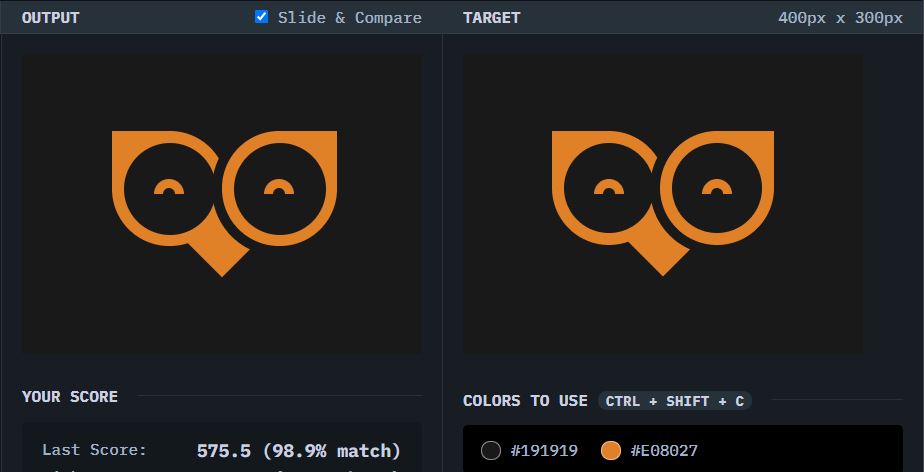 OUTPUT
Slide & Compare
TARGET
400px x 300px
YOUR SCORE
Last Score: 575.5 (98.9% match)
COLORS TO USE CTRL + SHIFT + C
#191919 #E08027